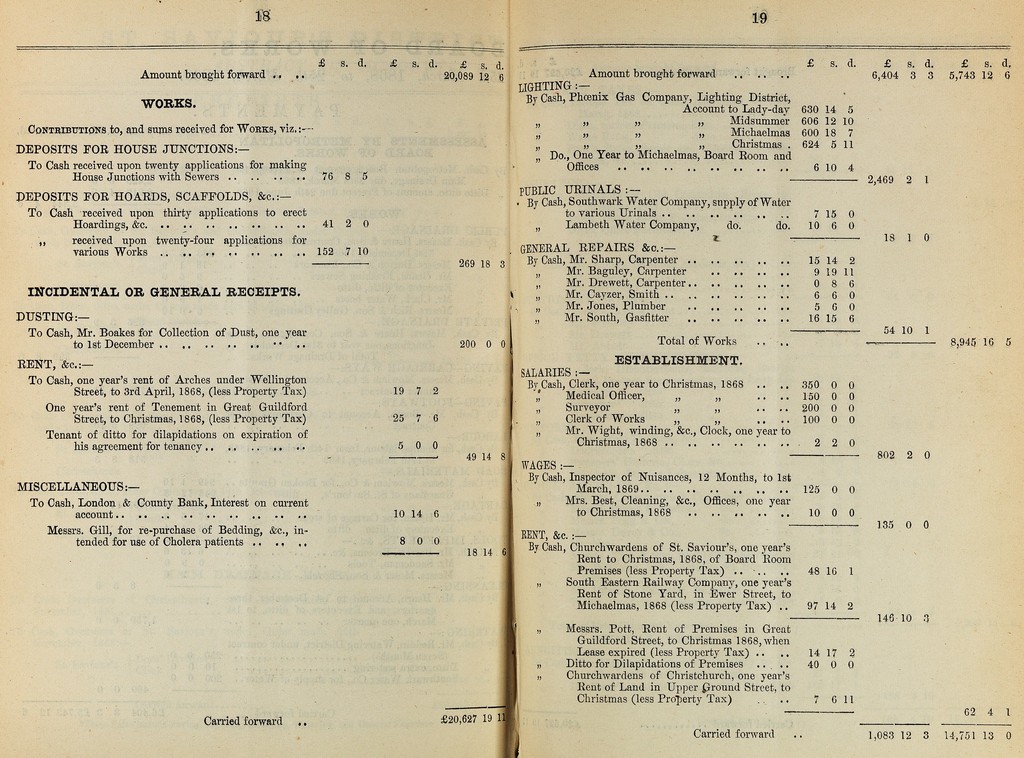 18
£ s. d. £ s. d. £ s. d.
Amount brought forward .. .. 20,089 12 6
WORKS.
CONTRIBUTIONS to, and sums received for WORKS, viz.:—
DEPOSITS FOR HOUSE JUNCTIONS:—
To Cash received upon twenty applications for making
House Junctions with Sewers .. .. .. .. 76 8 5
DEPOSITS FOR HOARDS, SCAFFOLDS, &c.:—
To Cash received upon thirty applications to erect
Hoardings, &c. .. .. .. .. .. .. .. .. 41 2 0
,, received upon twenty-four applications for
various Works .. .. .. .. .. .. .. .. 152 7 10
269 18 3
INCIDENTAL OR GENERAL RECEIPTS.
DUSTING:—
To Cash, Mr. Boakes for Collection of Dust, one year
to 1st December .. .. .. .. .. .. .. .. 200 0 0
RENT, &c.:—
To Cash, one year's rent of Arches under Wellington
Street, to 3rd April, 1868, (less Property Tax) 19 7 2
One year's rent of Tenement in Great Guildford
Street, to Christmas, 1868, (less Property Tax) 25 7 6
Tenant of ditto for dilapidations on expiration of
his agreement for tenancy .. .. .. .. .. .. 5 0 0
49 14 8
MISCELLANEOUS:—
To Cash, London & County Bank, Interest on current
account .. .. .. .. .. .. .. .. .. .. 10 14 6
Messrs. Gill, for re-purchase of Bedding, &c., in-
tended for use of Cholera patients .. .. .. .. 8 0 0
18 14 6
Carried forward .. £20,627 19 11
19
£ s. d. £ s. d. £ s. d.
Amount brought forward .. .. .. 6,404 3 3 5,743 12 6
LIGHTING :—
By Cash, Phœnix Gas Company, Lighting District,
Account to Lady-day 630 14 5
,, ,, ,, ,, Midsummer 606 12 10
,, ,, ,, ,, Michaelmas 600 18 7
,, ,, ,, ,, Christmas . 624 5 11
,, Do., One Year to Michaelmas, Board Room and
Offices .. .. .. .. .. .. .. .. .. .. 6 10 4
2,469 2 1
PUBLIC URINALS :—
By Cash, Southwark Water Company, supply of Water
to various Urinals .. .. .. .. .. .. .. 7 15 0
,, Lambeth Water Company, do. do. 10 6 0
18 1 0
GENERAL REPAIRS &c.:—
By Cash, Mr. Sharp, Carpenter .. .. .. .. .. .. 15 14 2
,, Mr. Baguley, Carpenter .. .. .. .. .. 9 19 11
,, Mr. Drewett, Carpenter .. .. .. .. .. .. 0 8 6
,, Mr. Cayzer, Smith .. .. .. .. .. .. .. 6 6 0
,, Mr. Jones, Plumber .. .. .. .. .. .. 5 6 0
,, Mr. South, Gasfitter .. .. .. .. .. .. 16 15 6
54 10 1
Total of Works .. .. 8,945 16 5
ESTABLISHMENT.
SALARIES :—
By Cash, Clerk, one year to Christmas, 1868 .. .. 350 0 0
,, Medical Officer, ,, ,, .. .. 150 0 0
,, Surveyor ,, ,, .. .. 200 0 0
,, Clerk of Works ,, ,, .. .. 100 0 0
,, Mr. Wight, winding, &c., Clock, one year to
Christmas, 1868 .. .. .. .. .. .. .. 2 2 0
802 2 0
WAGES :—
By Cash, Inspector of Nuisances, 12 Months, to 1st
March, 1869 .. .. .. .. .. .. .. .. 125 0 0
,, Mrs. Best, Cleaning, &c., Offices, one year
to Christmas, 1868 .. .. .. .. .. .. 10 0 0
135 0 0
RENT, &c. :—
By Cash, Churchwardens of St. Saviour's, one year's
Rent to Christmas, 1868, of Board Room
Premises (less Property Tax) .. .. .. .. 48 16 1
,, South Eastern Railway Company, one year's
Rent of Stone Yard, in Ewer Street, to
Michaelmas, 1868 (less Property Tax) .. 97 14 2
146 10 3
,, Messrs. Pott, Rent of Premises in Great
Guildford Street, to Christmas 1868, when
Lease expired (less Property Tax) .. .. 14 17 2
,, Ditto for Dilapidations of Premises .. .. .. 40 0 0
,, Churchwardens of Christchurch, one year's
Rent of Land in Upper Ground Street, to
Christmas (less Property Tax) .. .. 7 6 11
62 4 1
Carried forward .. 1,083 12 3 14,751 13 0